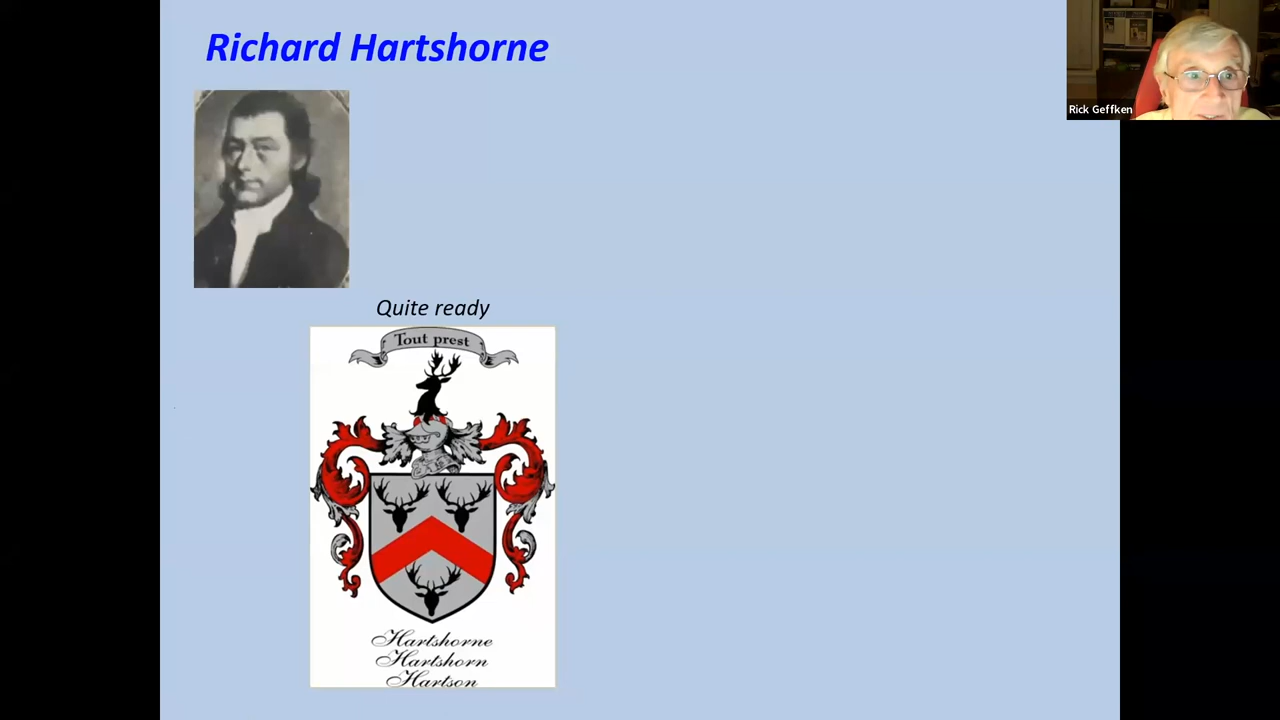 Richard Hartshorne
Rick Geffken
Quite ready
Tout prest
Hartshorne
Hartshorn
Hartson